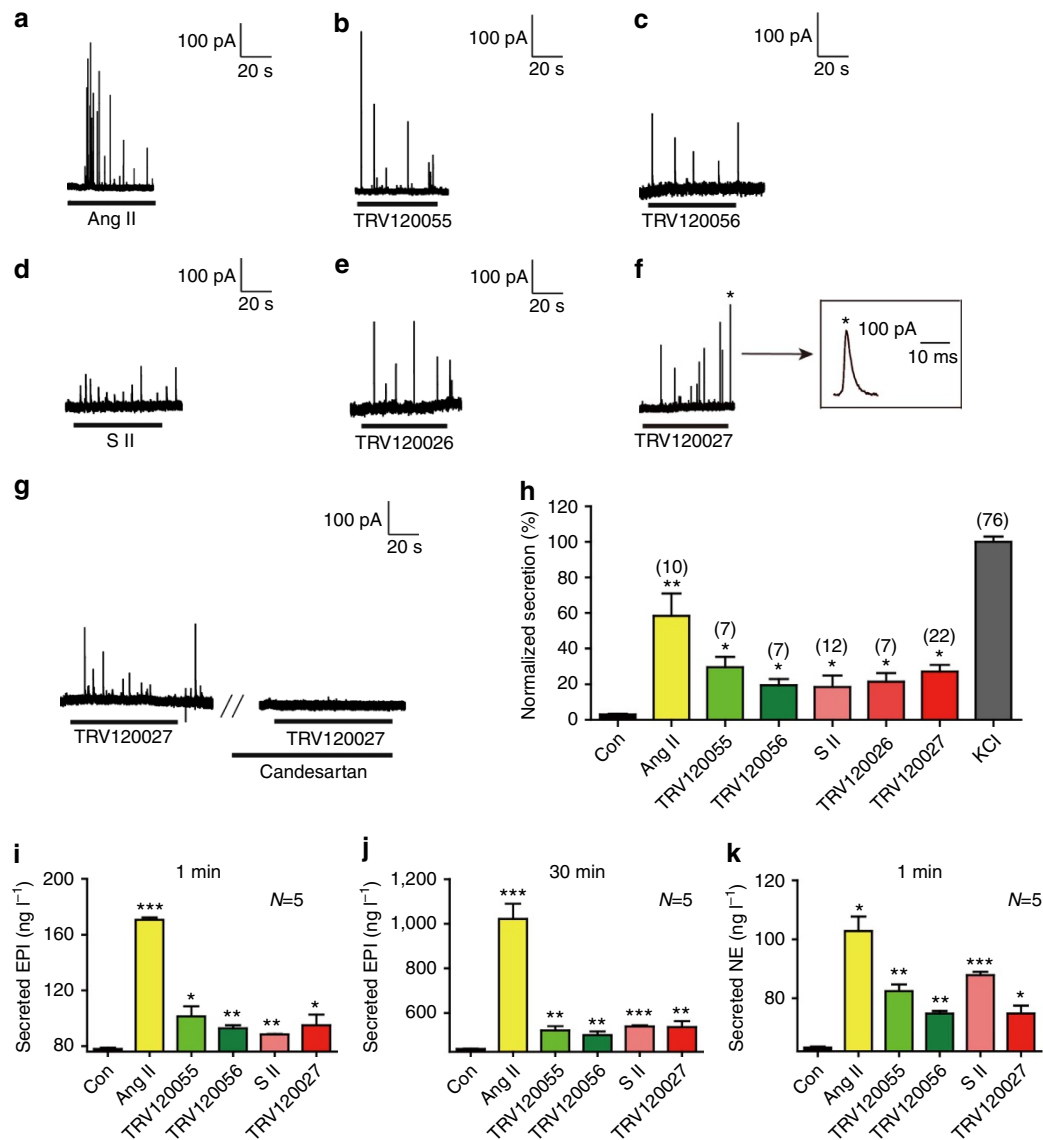 a
100 pA
20 s
Ang II
b
100 pA
20 s
TRV120055
c
100 pA
20 s
TRV120056
d
100 pA
20 s
S II
e
100 pA
20 s
TRV120026
f
*
100 pA
20 s
TRV120027
* 100 pA
10 ms
g
100 pA
20 s
TRV120027
//
TRV120027
Candesartan
h
Normalized secretion (%)
120
100
80
60
40
20
0
(10)
**
(7)
*
(7)
*
(12)
*
(7)
*
(22)
*
(76)
Con
Ang II
TRV120055
TRV120056
S II
TRV120026
TRV120027
KCl
i
1 min
N=5
Secreted EPI (ng l⁻¹)
200
160
120
80
***
*
**
**
*
Con
Ang II
TRV120055
TRV120056
S II
TRV120027
j
30 min
N=5
Secreted EPI (ng l⁻¹)
1,200
1,000
800
600
***
**
**
***
**
Con
Ang II
TRV120055
TRV120056
S II
TRV120027
k
1 min
N=5
Secreted NE (ng l⁻¹)
120
100
80
*
**
**
***
*
Con
Ang II
TRV120055
TRV120056
S II
TRV120027